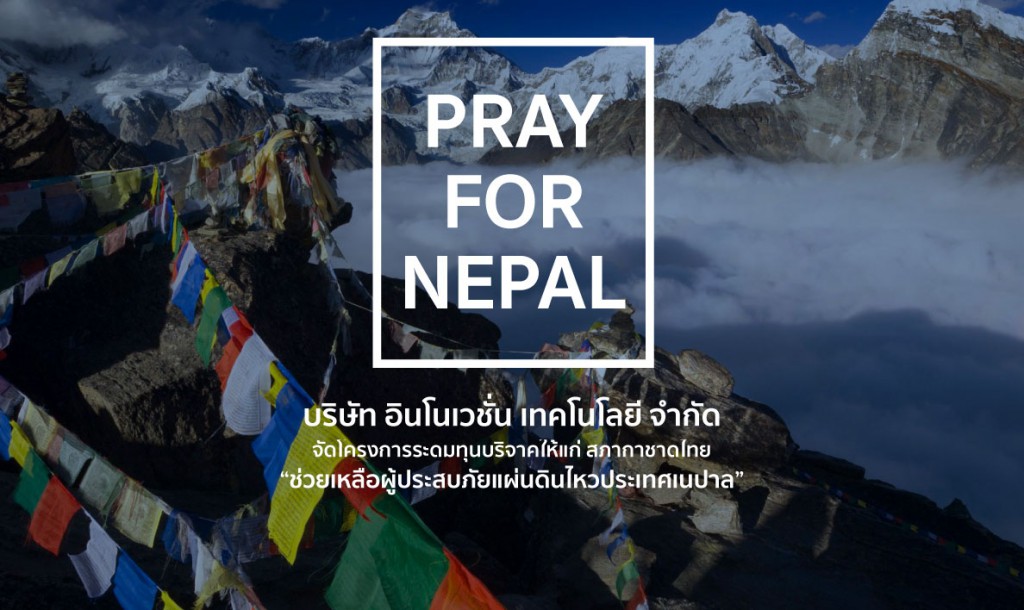 PRAY
FOR
NEPAL
บริษัท อินโนเวชั่น เทคโนโลยี จำกัด
จัดโครงการระดมทุนบริจาคให้แก่ สภากาชาดไทย
“ช่วยเหลือผู้ประสบภัยแผ่นดินไหวประเทศเนปาล”